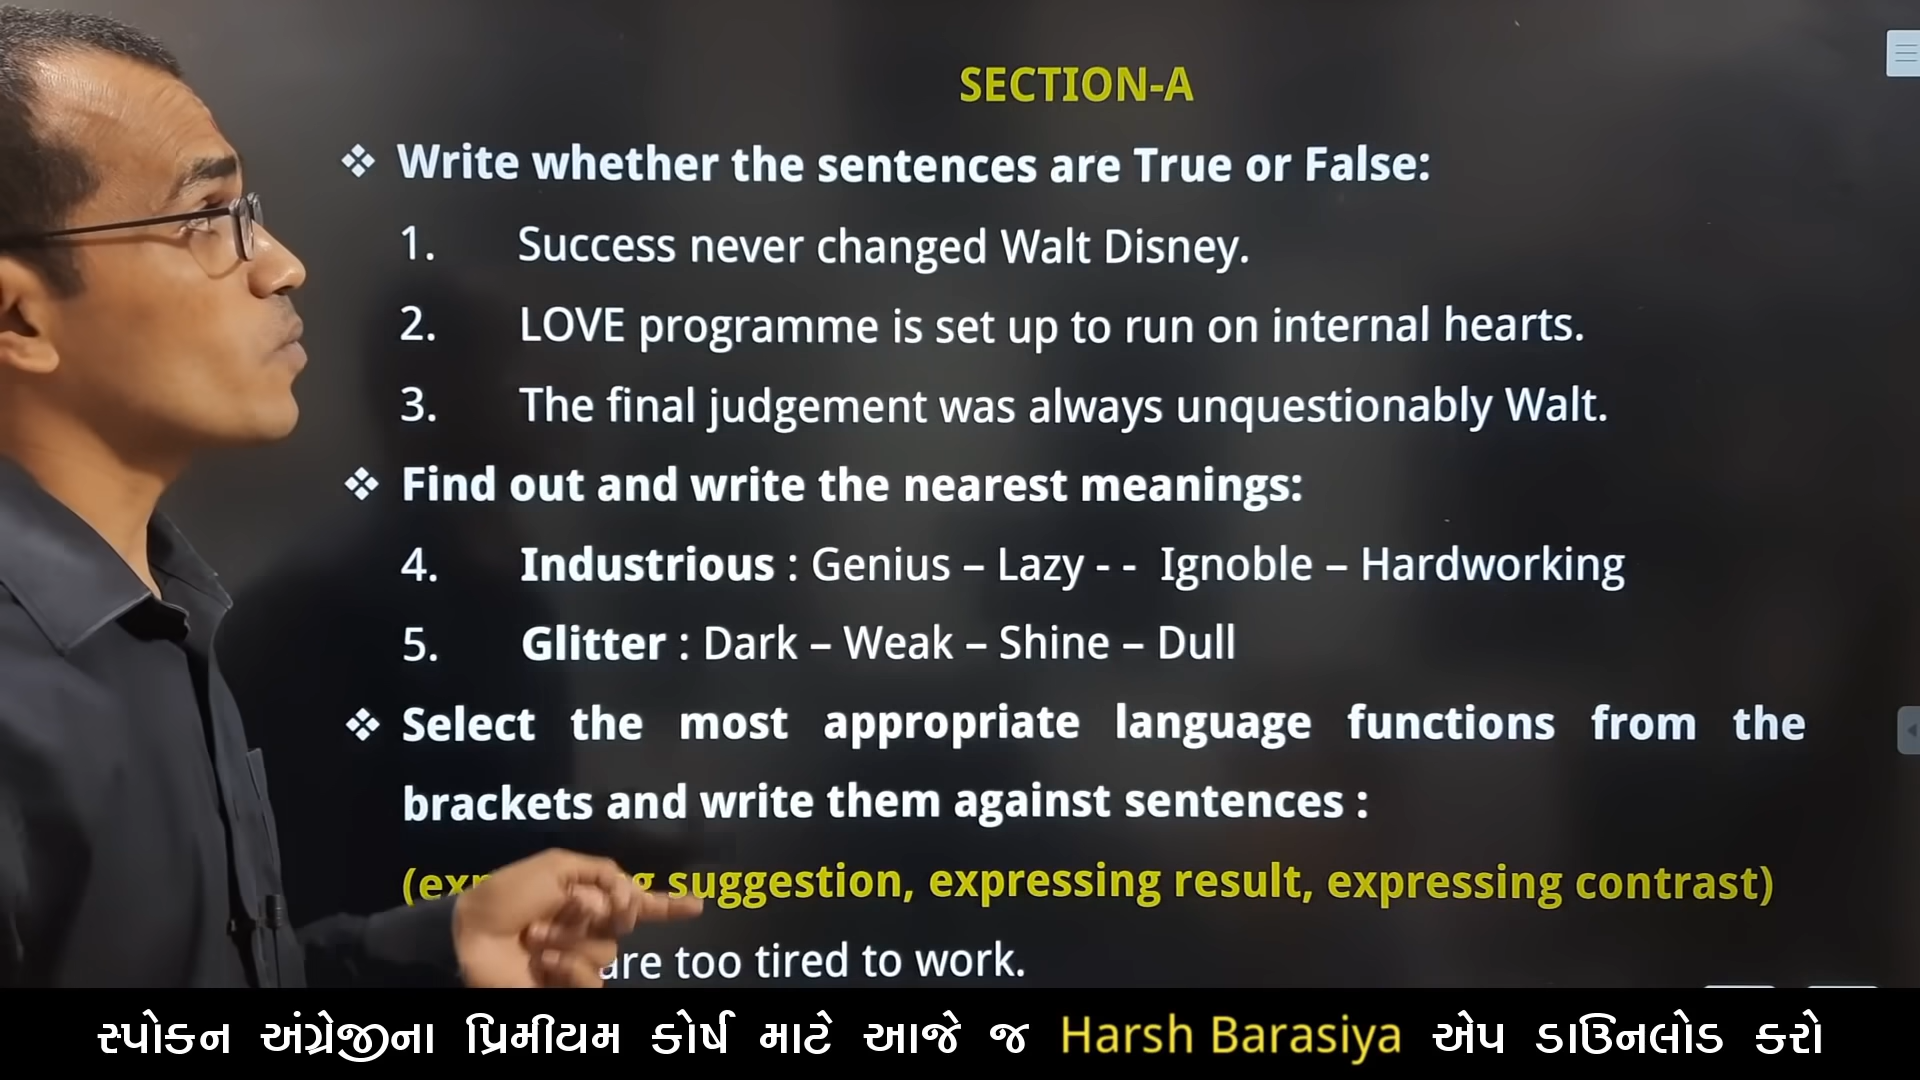 SECTION-A
❖ Write whether the sentences are True or False:
1. Success never changed Walt Disney.
2. LOVE programme is set up to run on internal hearts.
3. The final judgement was always unquestionably Walt.
❖ Find out and write the nearest meanings:
4. Industrious : Genius – Lazy - - Ignoble – Hardworking
5. Glitter : Dark – Weak – Shine – Dull
❖ Select the most appropriate language functions from the
brackets and write them against sentences :
suggestion, expressing result, expressing contrast)
are too tired to work.
સ્પોકન અંગ્રેજીના પ્રિમીયમ કોર્ષ માટે આજે જ Harsh Barasiya એપ ડાઉનલોડ કરો